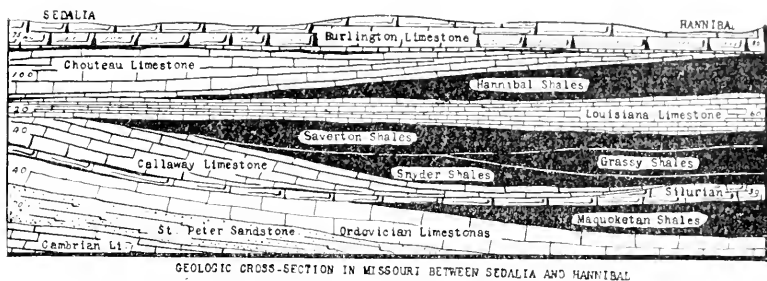 SEDALIA
HANNIBAL
Burlington Limestone
Chouteau Limestone
100
Hannibal Shales
20
Louisiana Limestone
60
40
Saverton Shales
Callaway Limestone
Grassy Shales
Snyder Shales
40
Silurian
Maquoketan Shales
St. Peter Sandstone
Ordovician Limestonas
Cambrian Li
GEOLOGIC CROSS-SECTION IN MISSOURI BETWEEN SEDALIA AND HANNIBAL